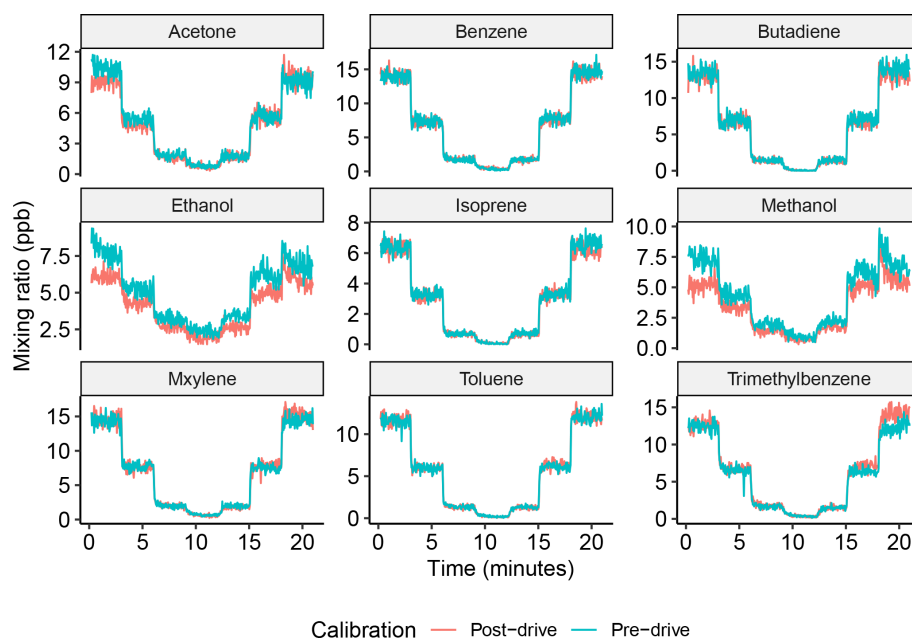 Acetone
Benzene
Butadiene
12
9
6
3
0
15
10
5
0
15
10
5
0
Ethanol
Isoprene
Methanol
7.5
5.0
2.5
8
6
4
2
0
10.0
7.5
5.0
2.5
0.0
Mxylene
Toluene
Trimethylbenzene
15
10
5
0
10
5
0
15
10
5
0
0 5 10 15 20
0 5 10 15 20
0 5 10 15 20
Mixing ratio (ppb)
Time (minutes)
Calibration Post−drive Pre−drive